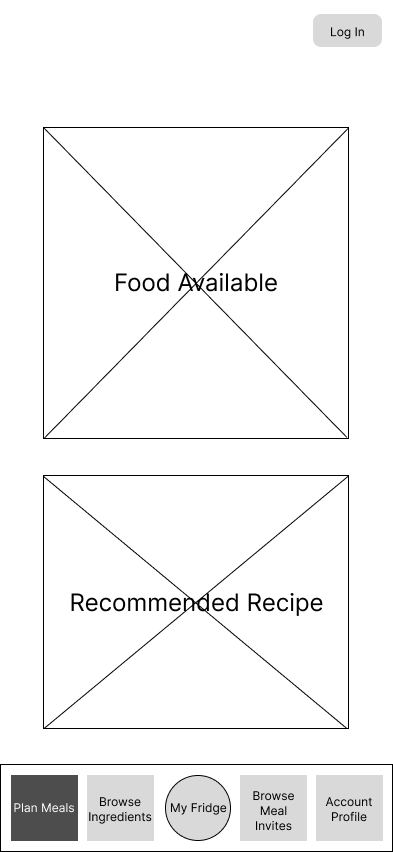 Log In
Food Available
Recommended Recipe
Plan Meals
Browse
Ingredients
My Fridge
Browse
Meal
Invites
Account
Profile